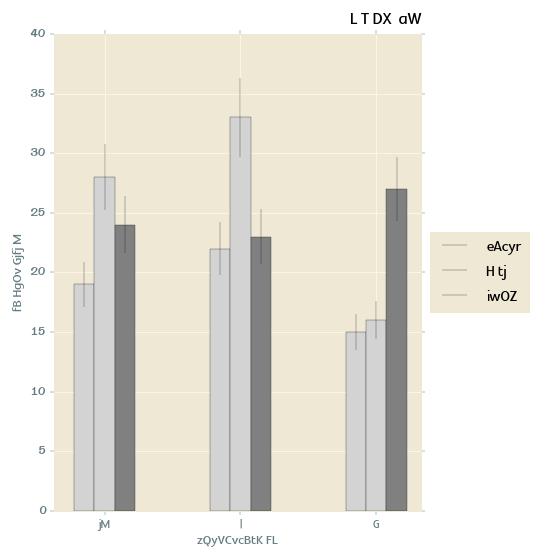 L T DX aW
40
35
30
25
20
15
10
5
0
fB HgOv Gjfj M
jM
l
G
zQyVCvcBtK FL
eAcyr
H tj
iwOZ